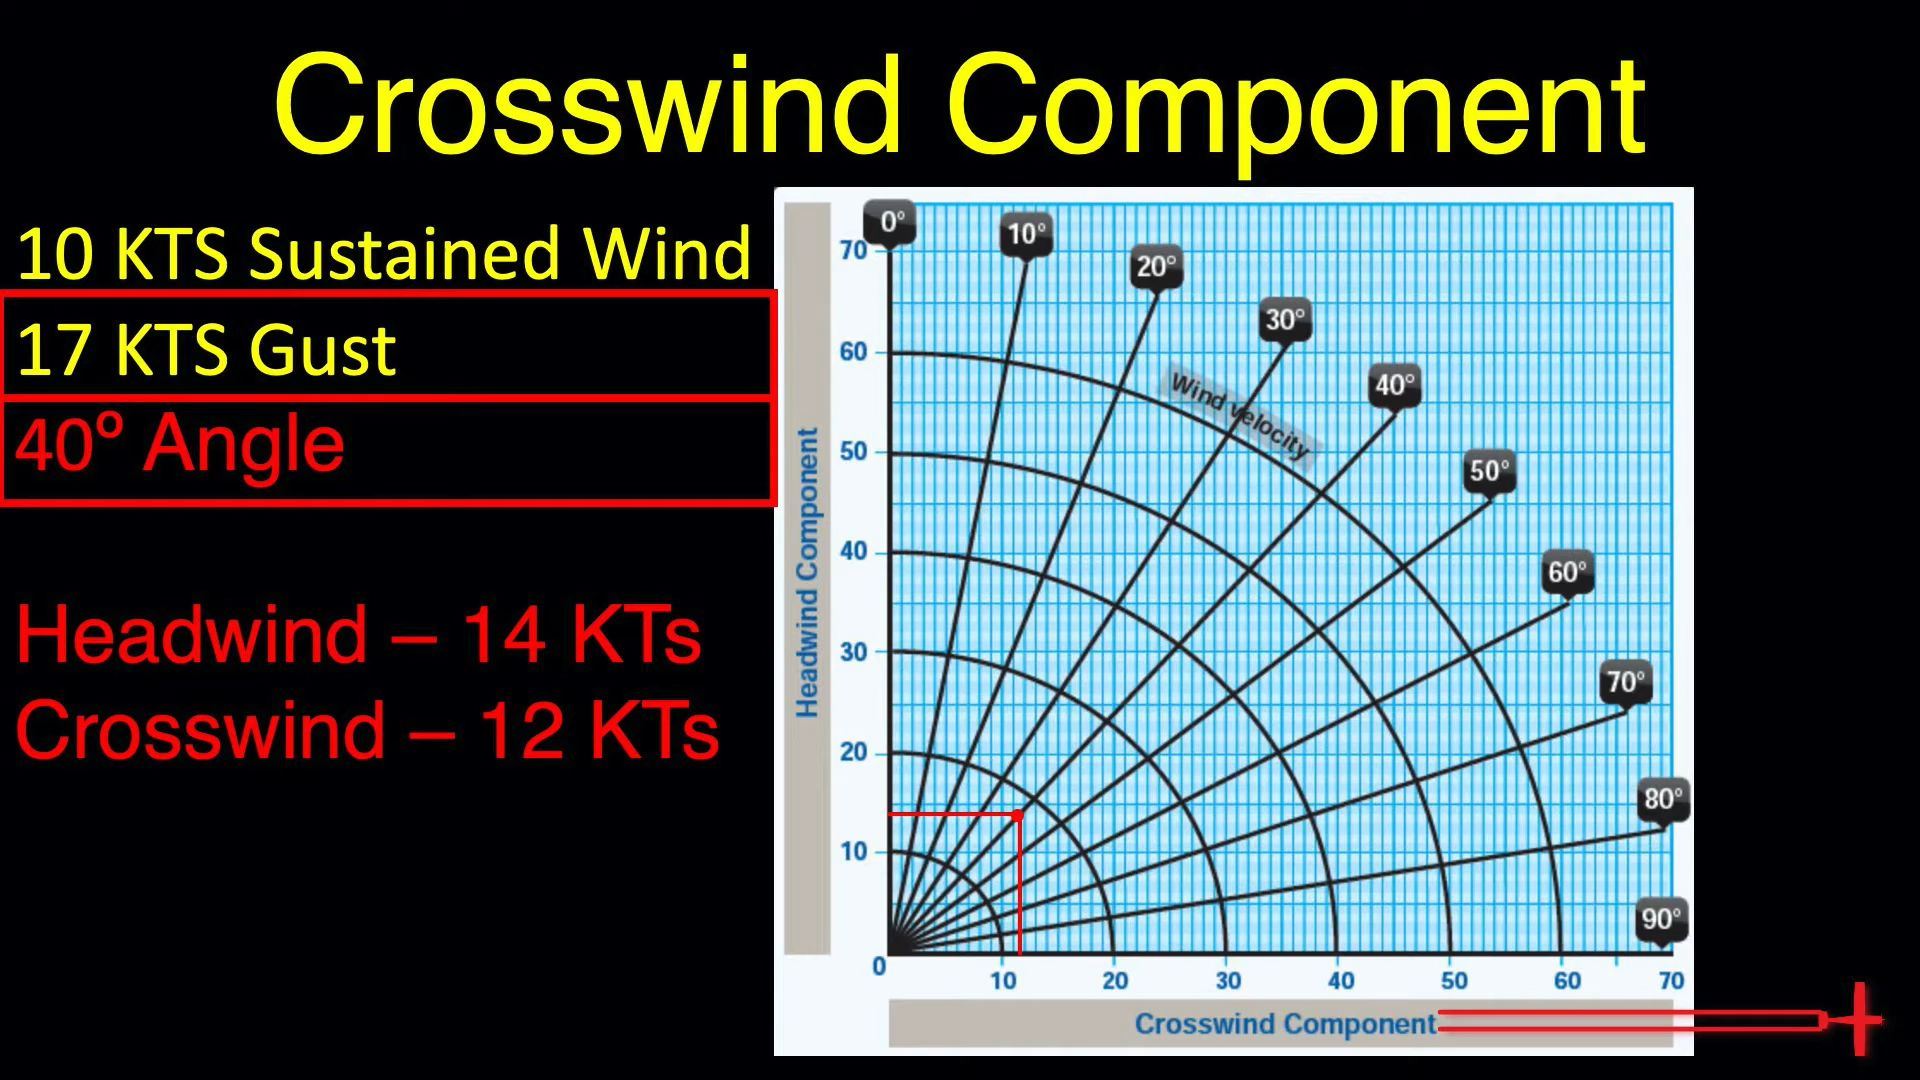 Crosswind Component
10 KTS Sustained Wind
17 KTS Gust
40º Angle
Headwind – 14 KTs
Crosswind – 12 KTs
Headwind Component
70
60
50
40
30
20
10
0
0°
10°
20°
30°
40°
50°
60°
70°
80°
90°
Wind velocity
10 20 30 40 50 60 70
Crosswind Component